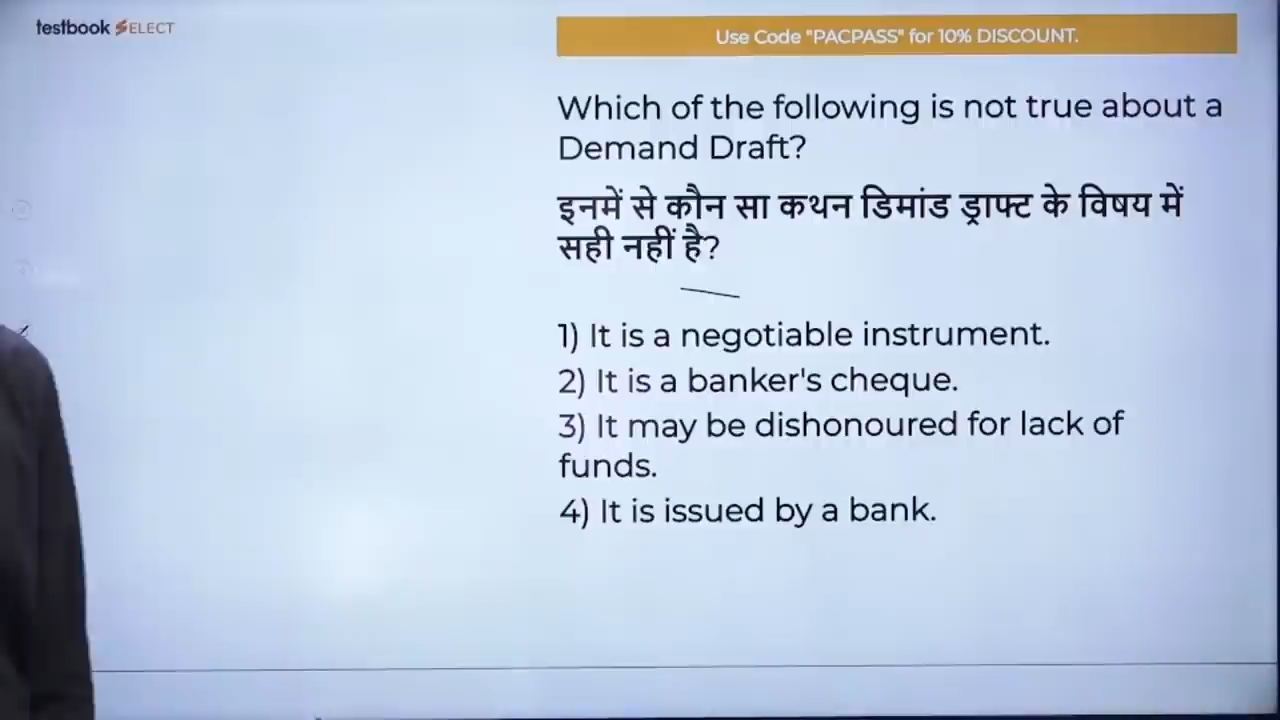 testbook SELECT
Use Code "PACPASS" for 10% DISCOUNT.
Which of the following is not true about a
Demand Draft?
इनमें से कौन सा कथन डिमांड ड्राफ्ट के विषय में
सही नहीं है?
1) It is a negotiable instrument.
2) It is a banker's cheque.
3) It may be dishonoured for lack of
funds.
4) It is issued by a bank.